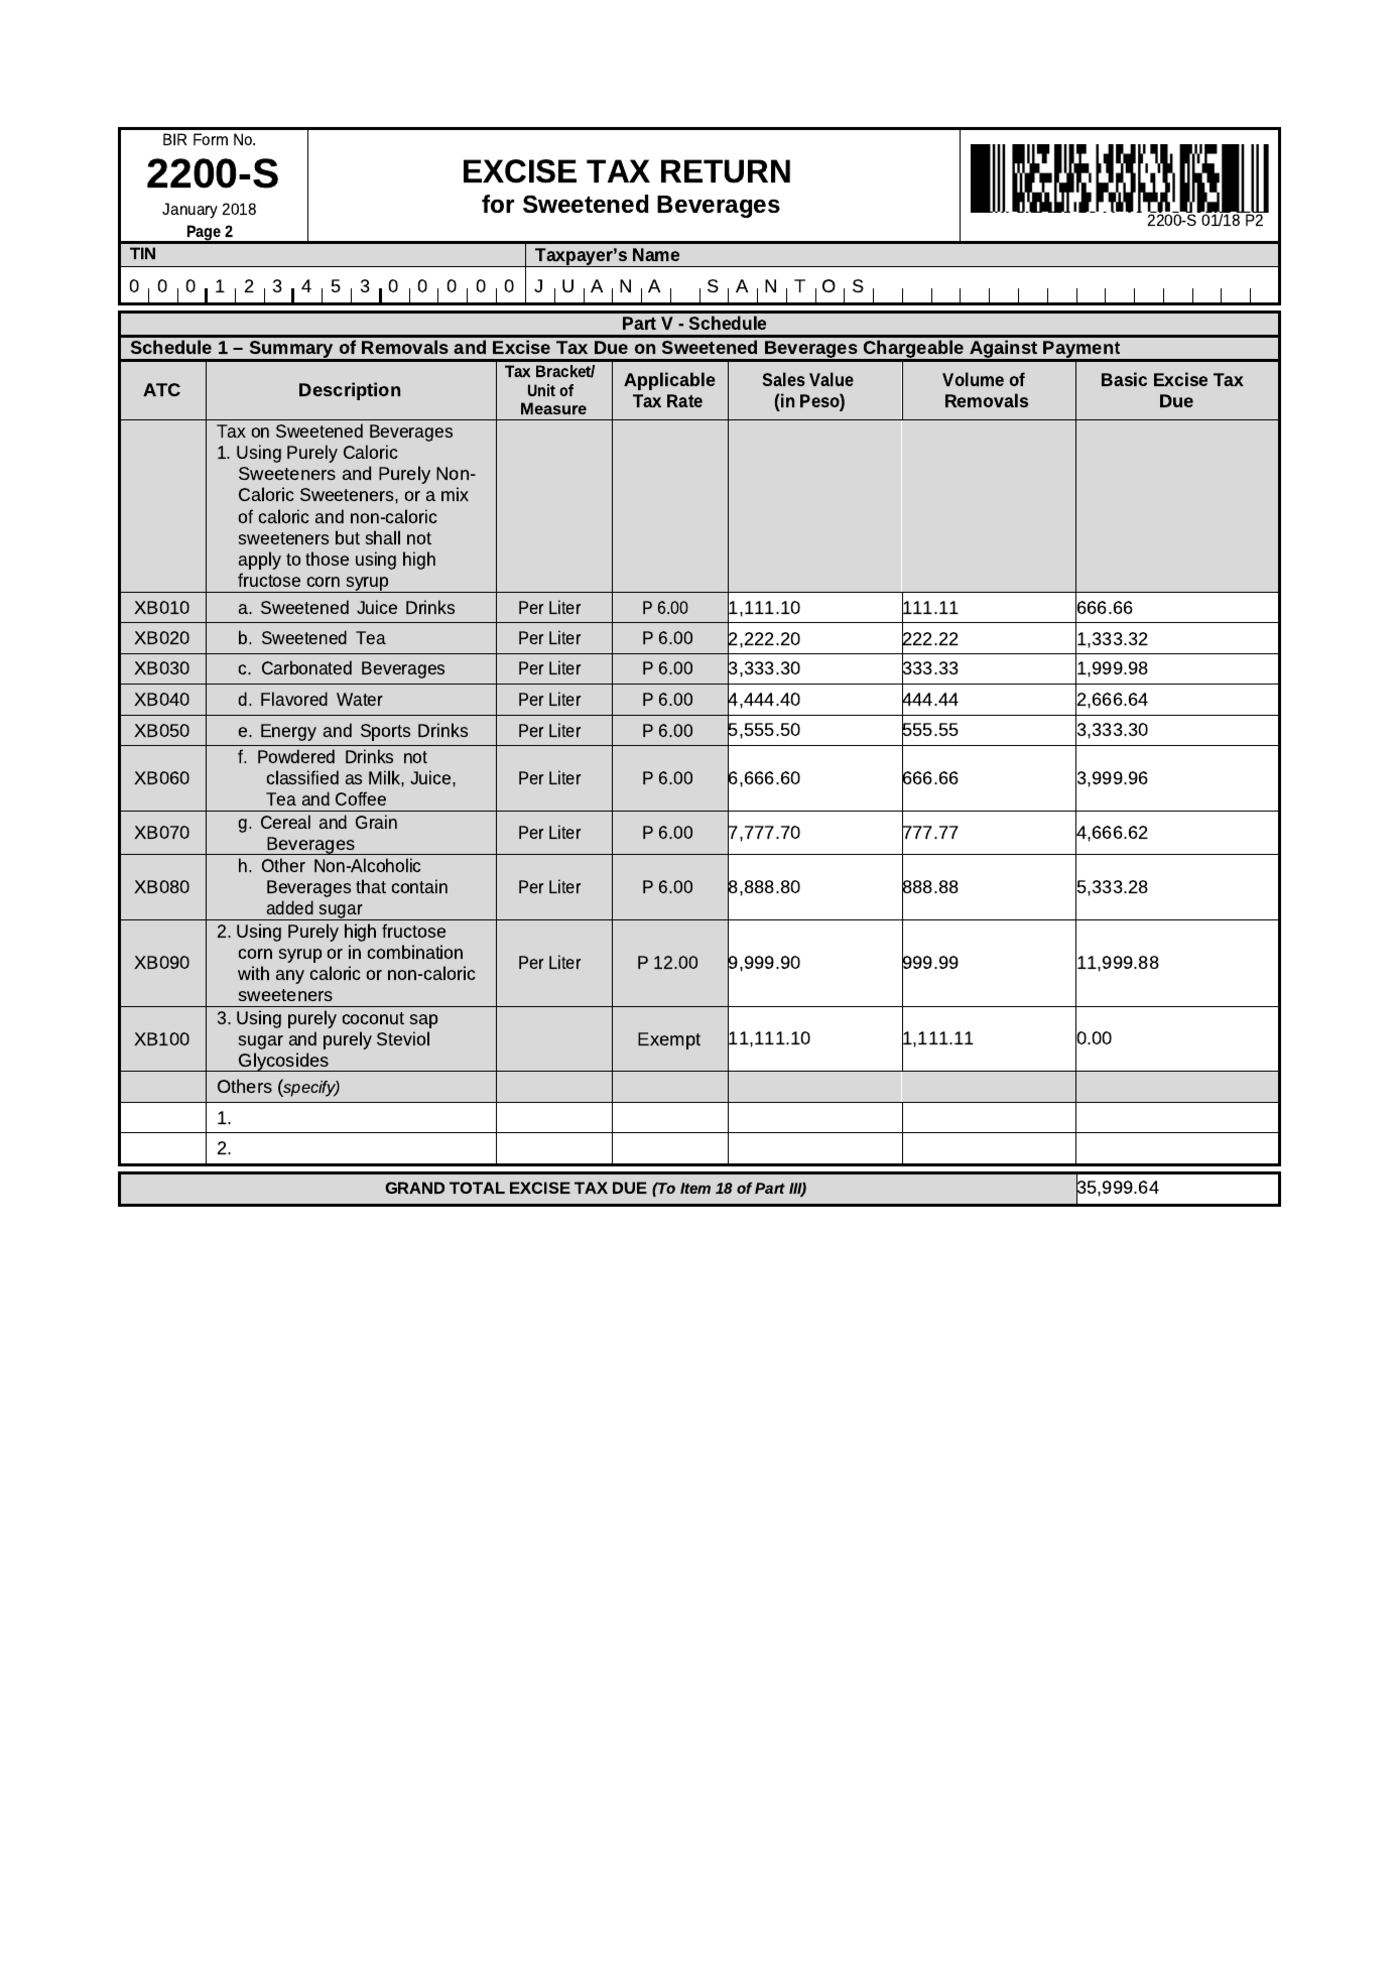 BIR Form No.
2200-S
January 2018
Page 2
EXCISE TAX RETURN
for Sweetened Beverages
2200-S 01/18 P2
TIN
Taxpayer’s Name
0 0 0 1 2 3 4 5 3 0 0 0 0 0
J U A N A   S A N T O S
Part V - Schedule
Schedule 1 – Summary of Removals and Excise Tax Due on Sweetened Beverages Chargeable Against Payment
ATC
Description
Tax Bracket/
Unit of
Measure
Applicable
Tax Rate
Sales Value
(in Peso)
Volume of
Removals
Basic Excise Tax
Due
Tax on Sweetened Beverages
1. Using Purely Caloric
Sweeteners and Purely Non-
Caloric Sweeteners, or a mix
of caloric and non-caloric
sweeteners but shall not
apply to those using high
fructose corn syrup
XB010 a. Sweetened Juice Drinks Per Liter P 6.00 1,111.10 111.11 666.66
XB020 b. Sweetened Tea Per Liter P 6.00 2,222.20 222.22 1,333.32
XB030 c. Carbonated Beverages Per Liter P 6.00 3,333.30 333.33 1,999.98
XB040 d. Flavored Water Per Liter P 6.00 4,444.40 444.44 2,666.64
XB050 e. Energy and Sports Drinks Per Liter P 6.00 5,555.50 555.55 3,333.30
f. Powdered Drinks not
XB060 classified as Milk, Juice, Per Liter P 6.00 6,666.60 666.66 3,999.96
Tea and Coffee
g. Cereal and Grain
XB070 Beverages Per Liter P 6.00 7,777.70 777.77 4,666.62
h. Other Non-Alcoholic
XB080 Beverages that contain Per Liter P 6.00 8,888.80 888.88 5,333.28
added sugar
2. Using Purely high fructose
corn syrup or in combination
XB090 with any caloric or non-caloric Per Liter P 12.00 9,999.90 999.99 11,999.88
sweeteners
3. Using purely coconut sap
XB100 sugar and purely Steviol Exempt 11,111.10 1,111.11 0.00
Glycosides
Others (specify)
1.
2.
GRAND TOTAL EXCISE TAX DUE (To Item 18 of Part III) 35,999.64